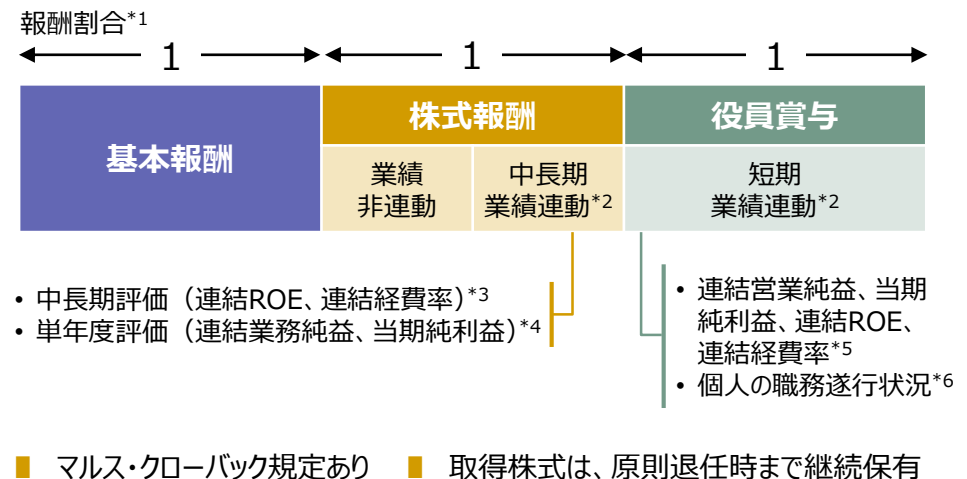 報酬割合*1
1 1 1
基本報酬
株式報酬
役員賞与
業績
非連動
中長期
業績連動*2
短期
業績連動*2
• 中長期評価（連結ROE、連結経費率）*3
• 単年度評価（連結業務純益、当期純利益）*4
• 連結営業純益、当期
純利益、連結ROE、
連結経費率*5
• 個人の職務遂行状況*6
マルス・クローバック規定あり
取得株式は、原則退任時まで継続保有